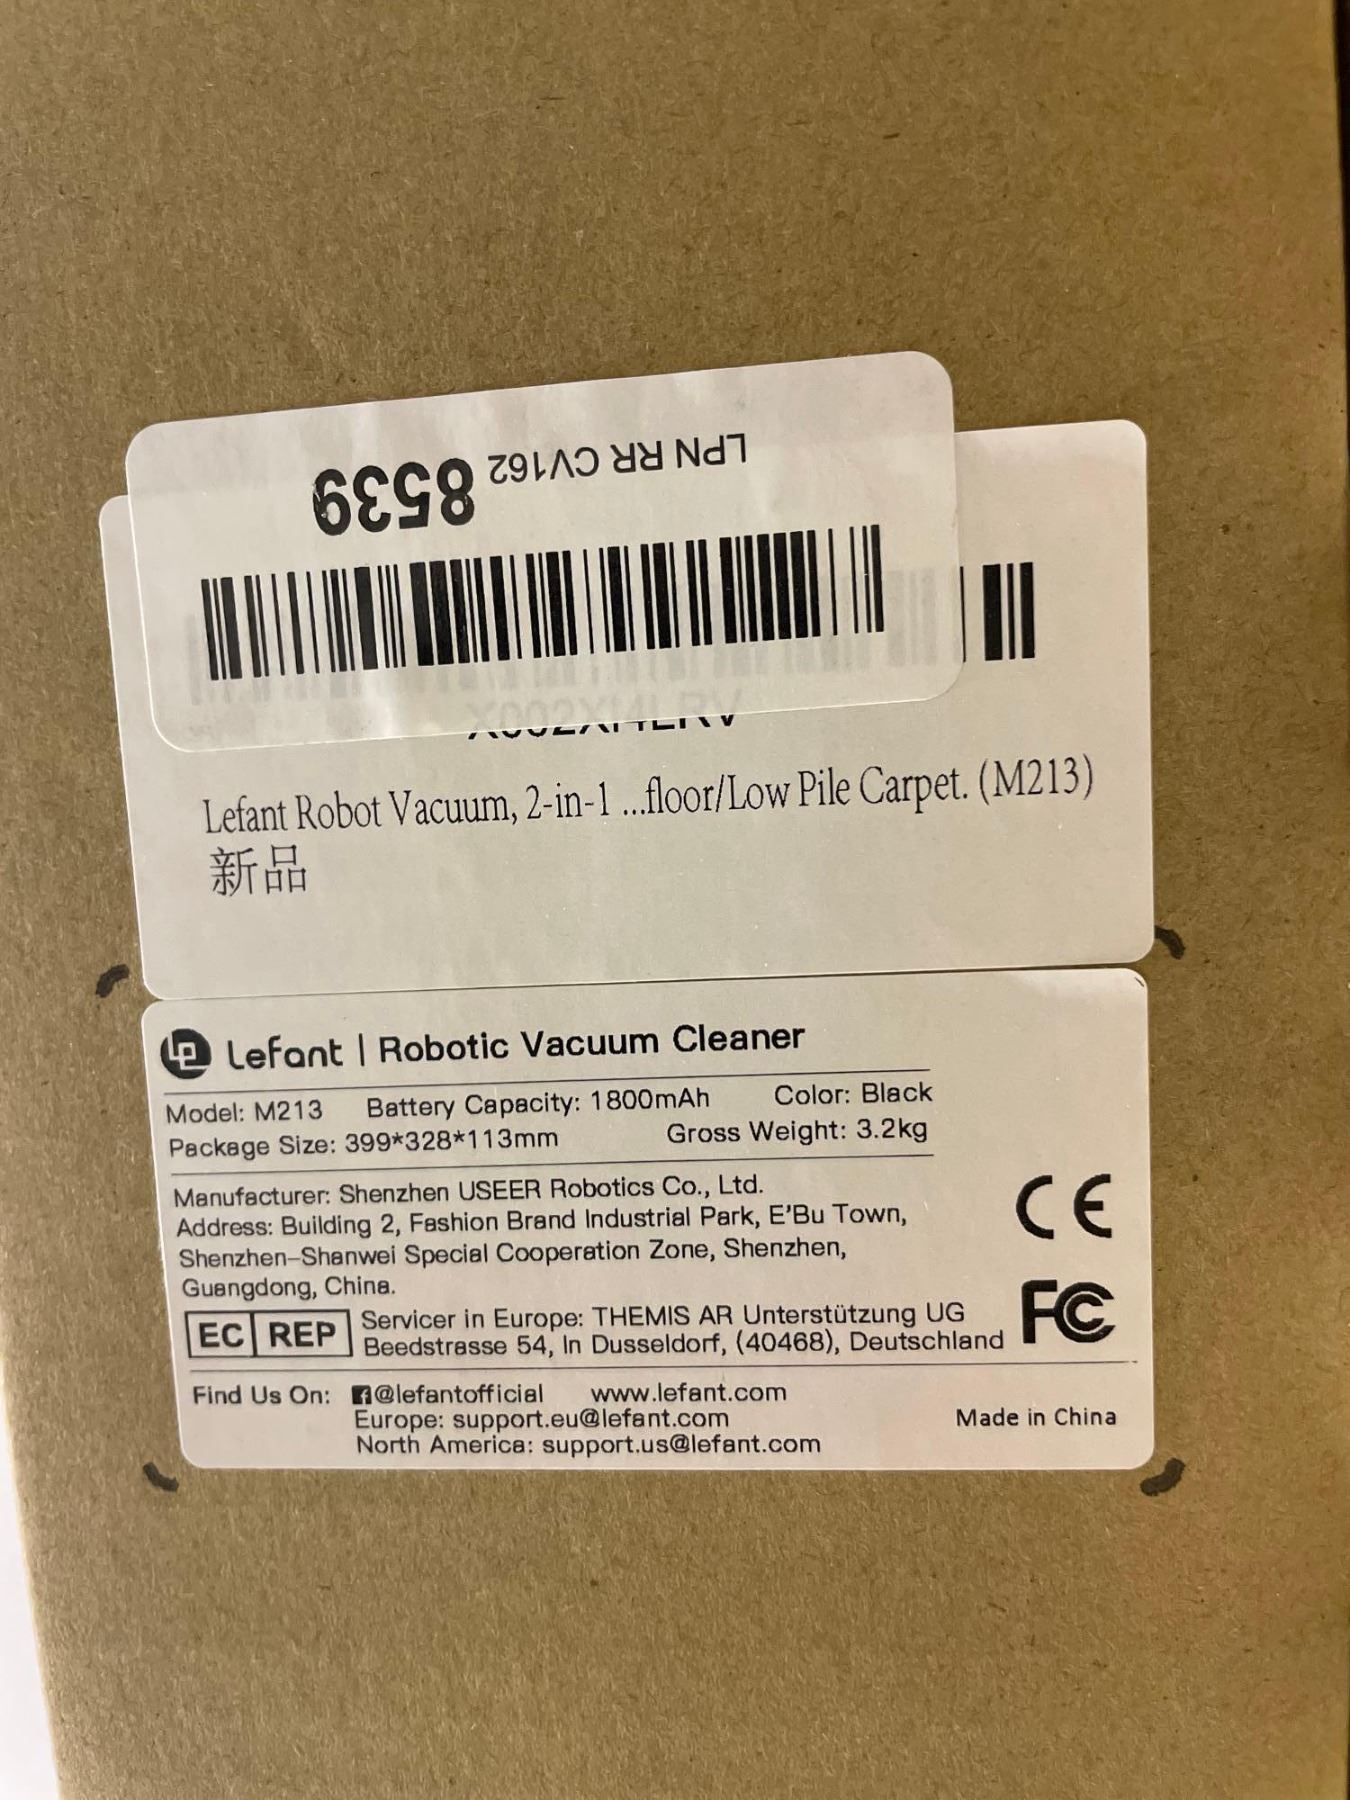 LPN RR CV162 8539
Lefant Robot Vacuum, 2-in-1 ...floor/Low Pile Carpet. (M213)
新品
Lefant | Robotic Vacuum Cleaner
Model: M213 Battery Capacity: 1800mAh Color: Black
Package Size: 399*328*113mm Gross Weight: 3.2kg
Manufacturer: Shenzhen USEER Robotics Co., Ltd.
Address: Building 2, Fashion Brand Industrial Park, E'Bu Town,
Shenzhen-Shanwei Special Cooperation Zone, Shenzhen,
Guangdong, China.
EC REP
Servicer in Europe: THEMIS AR Unterstützung UG
Beedstrasse 54, In Dusseldorf, (40468), Deutschland
CE
FC
Find Us On: @lefantofficial www.lefant.com
Europe: support.eu@lefant.com
North America: support.us@lefant.com
Made in China